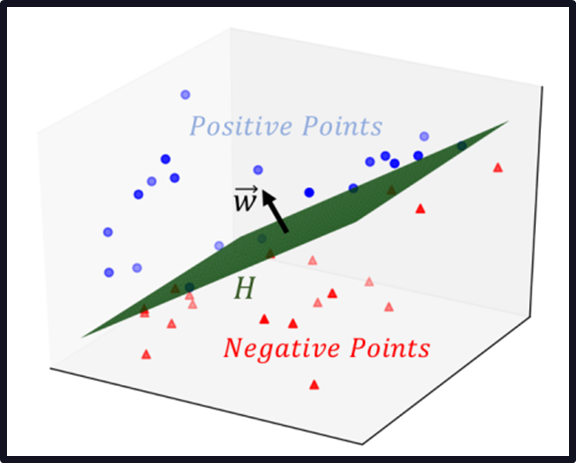 Positive Points
w⃗
H
Negative Points